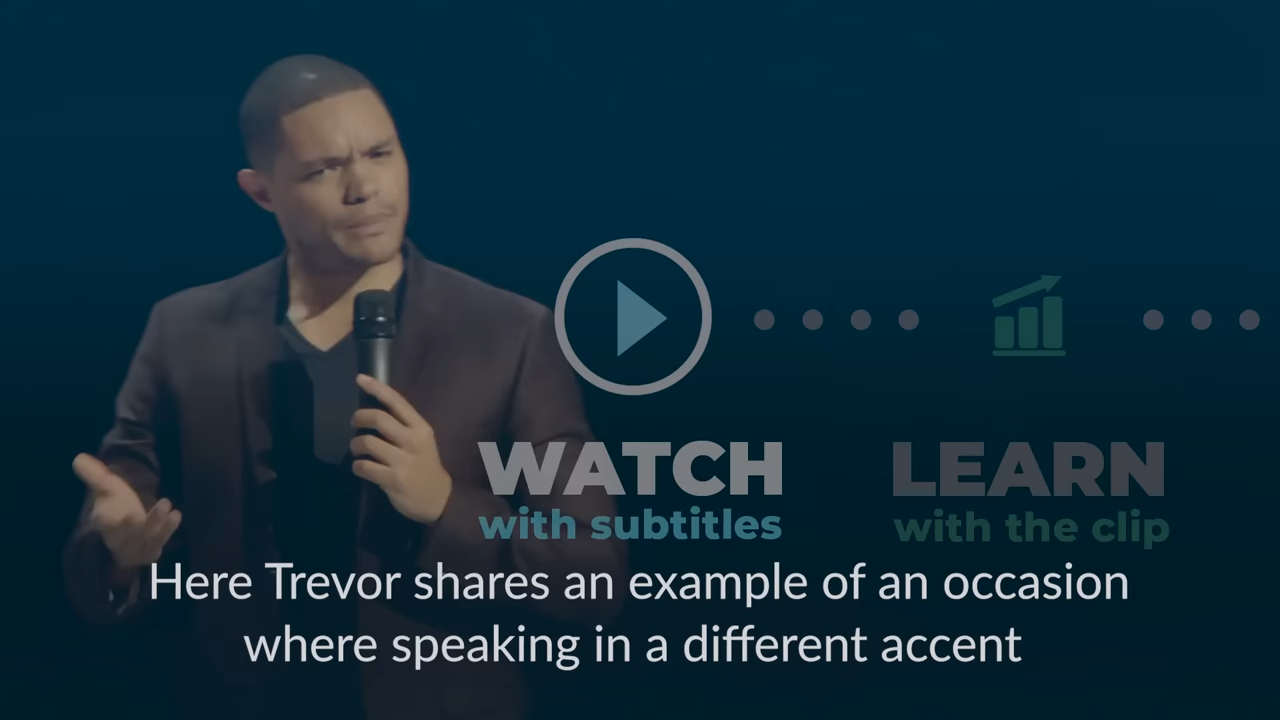 WATCH
with subtitles
LEARN
with the clip
Here Trevor shares an example of an occasion
where speaking in a different accent